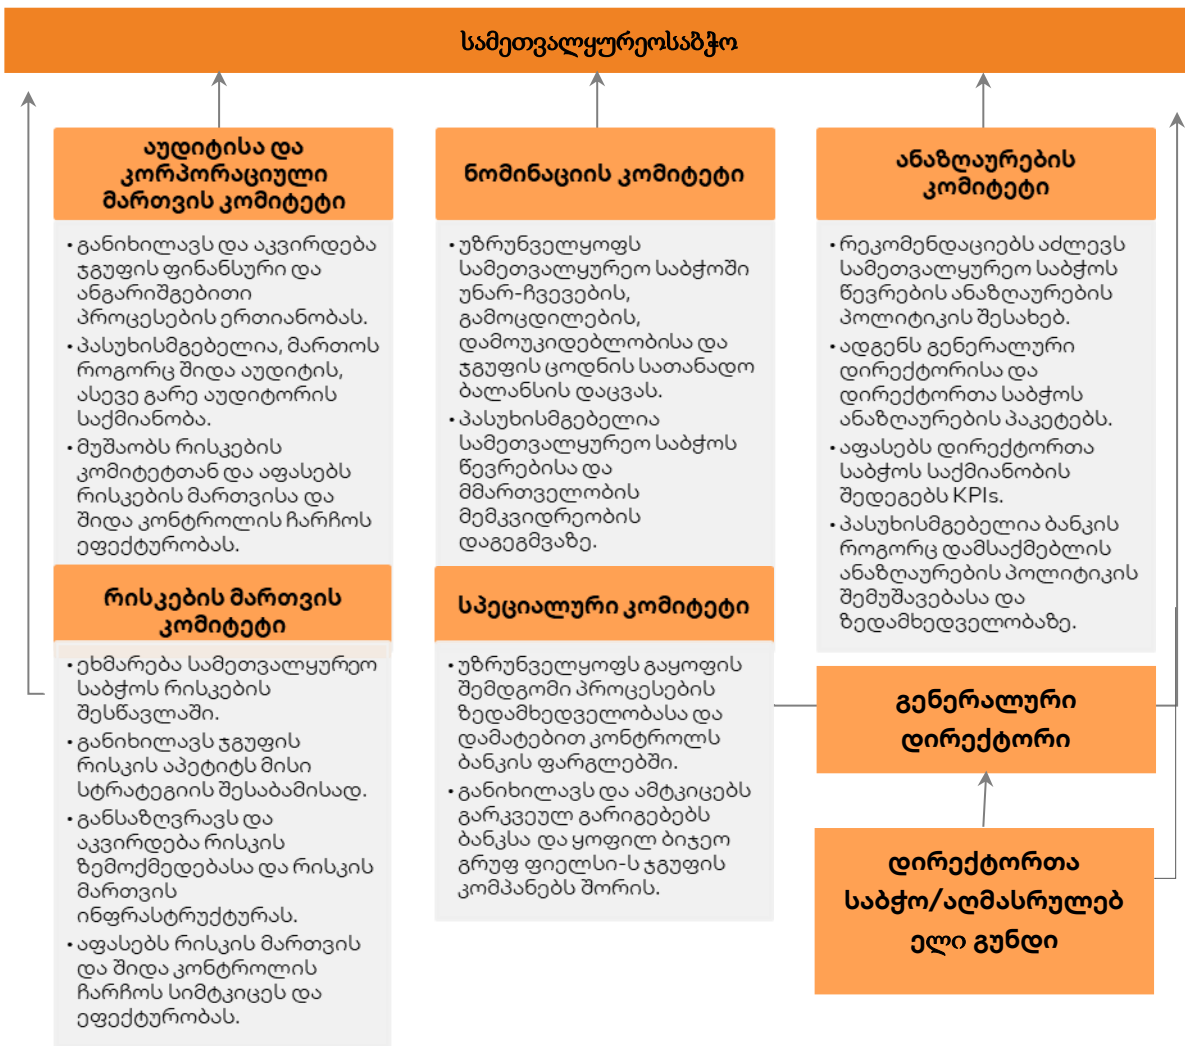 სამეთვალყურეოსაბჭო
აუდიტისა და
კორპორაციული
მართვის კომიტეტი
• განიხილავს და აკვირდება
ჯგუფის ფინანსური და
ანგარიშგებითი
პროცესების ერთიანობას.
• პასუხისმგებელია, მართოს
როგორც შიდა აუდიტის,
ასევე გარე აუდიტორის
საქმიანობა.
• მუშაობს რისკების
კომიტეტთან და აფასებს
რისკების მართვისა და
შიდა კონტროლის ჩარჩოს
ეფექტურობას.
რისკების მართვის
კომიტეტი
• ეხმარება სამეთვალყურეო
საბჭოს რისკების
შესწავლაში.
• განიხილავს ჯგუფის
რისკის აპეტიტს მისი
სტრატეგიის შესაბამისად.
• განსაზღვრავს და
აკვირდება რისკის
ზემოქმედებასა და რისკის
მართვის
ინფრასტრუქტურას.
• აფასებს რისკის მართვის
და შიდა კონტროლის
ჩარჩოს სიმტკიცეს და
ეფექტურობას.
ნომინაციის კომიტეტი
• უზრუნველყოფს
სამეთვალყურეო საბჭოში
უნარ-ჩვევების,
გამოცდილების,
დამოუკიდებლობისა და
ჯგუფის ცოდნის სათანადო
ბალანსის დაცვას.
• პასუხისმგებელია
სამეთვალყურეო საბჭოს
წევრებისა და
მმართველობის
მემკვიდრეობის
დაგეგმვაზე.
სპეციალური კომიტეტი
• უზრუნველყოფს გაყოფის
შემდგომი პროცესების
ზედამხედველობასა და
დამატებით კონტროლს
ბანკის ფარგლებში.
• განიხილავს და ამტკიცებს
გარკვეულ გარიგებებს
ბანკსა და ყოფილ ბიჯეო
გრუფ ფიელსი-ს ჯგუფის
კომპანებს შორის.
ანაზღაურების
კომიტეტი
• რეკომენდაციებს აძლევს
სამეთვალყურეო საბჭოს
წევრების ანაზღაურების
პოლიტიკის შესახებ.
• ადგენს გენერალური
დირექტორისა და
დირექტორთა საბჭოს
ანაზღაურების პაკეტებს.
• აფასებს დირექტორთა
საბჭოს საქმიანობის
შედეგებს KPIs.
• პასუხისმგებელია ბანკის
როგორც დამსაქმებლის
ანაზღაურების პოლიტიკის
შემუშავებასა და
ზედამხედველობაზე.
გენერალური
დირექტორი
დირექტორთა
საბჭო/აღმასრულებ
ელი გუნდი